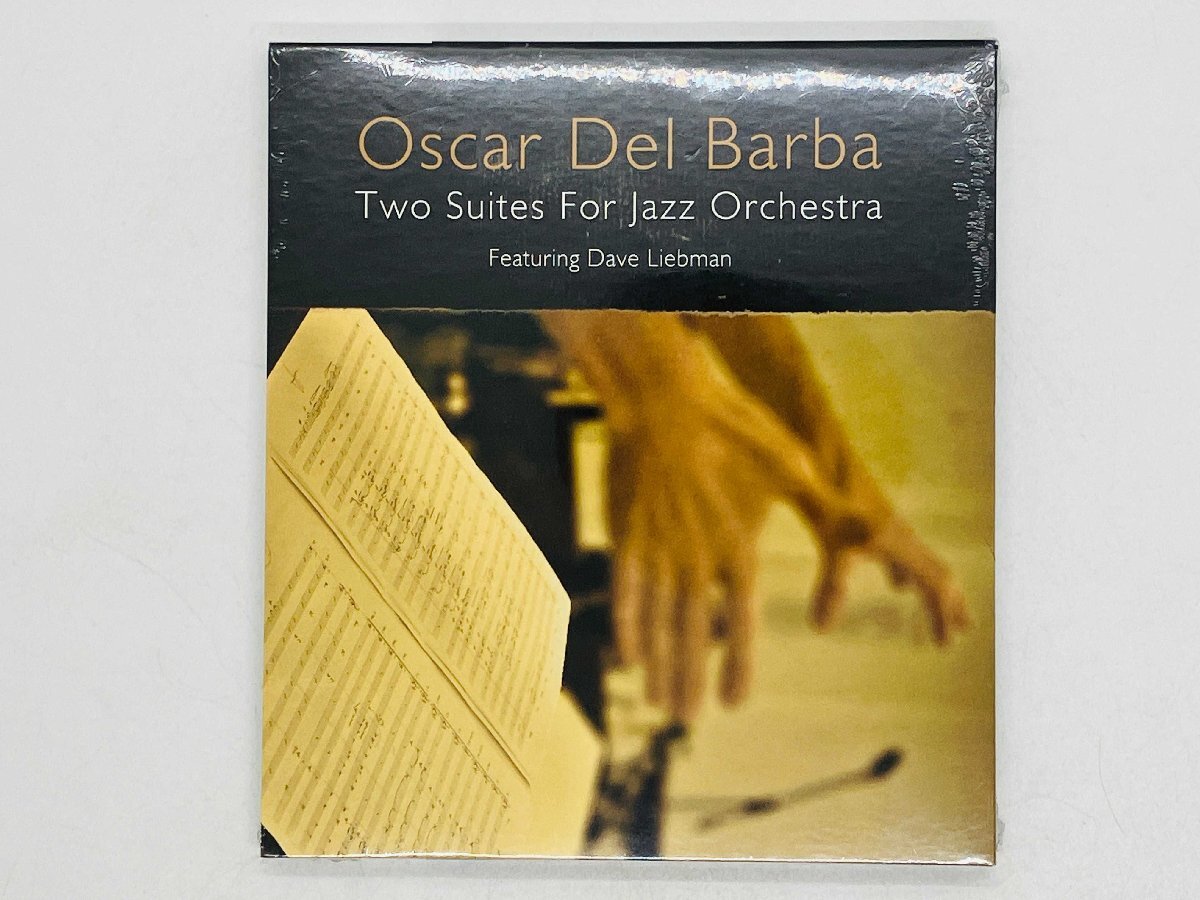 Oscar Del Barba
Two Suites For Jazz Orchestra
Featuring Dave Liebman